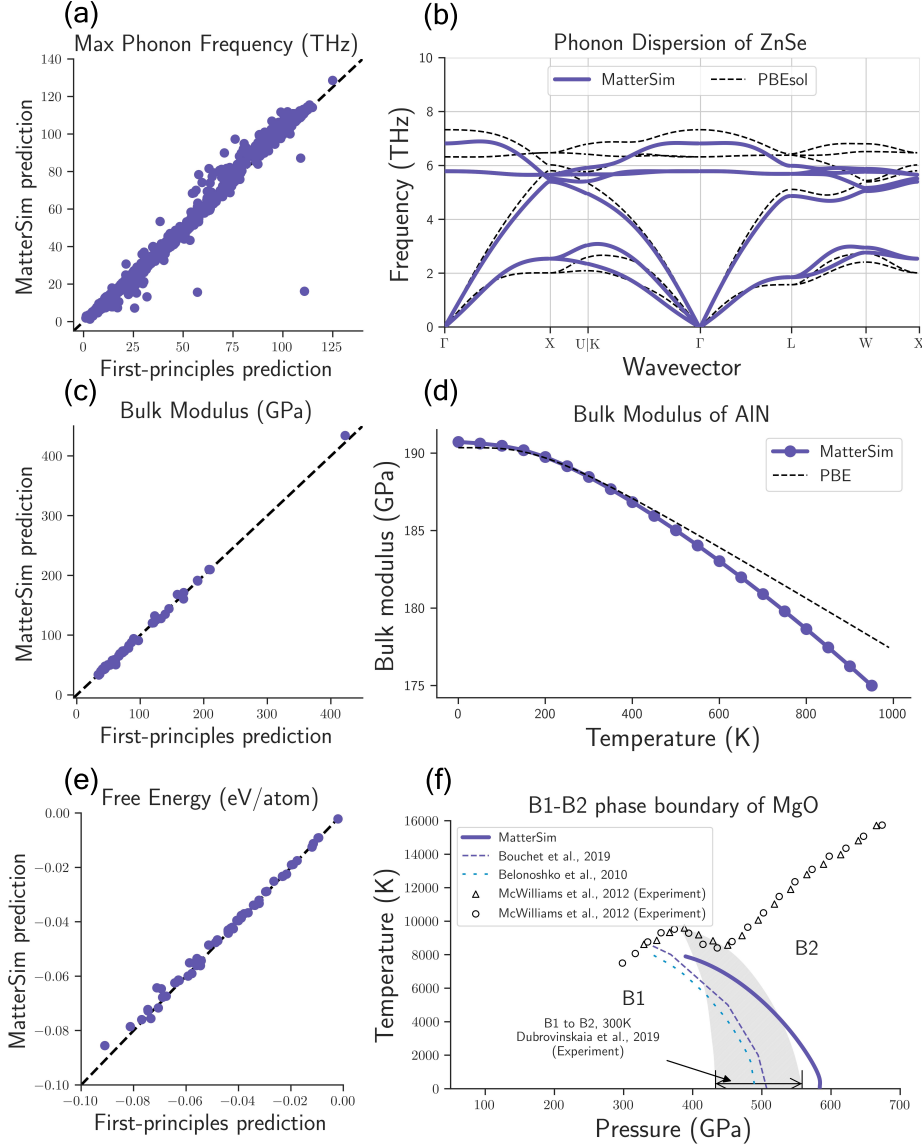 (a)
Max Phonon Frequency (THz)
MatterSim prediction
140
120
100
80
60
40
20
0
0 25 50 75 100 125
First-principles prediction
(b)
Phonon Dispersion of ZnSe
MatterSim PBEsol
Frequency (THz)
10
8
6
4
2
0
Γ X U|K Γ L W X
Wavevector
(c)
Bulk Modulus (GPa)
MatterSim prediction
400
300
200
100
0
0 100 200 300 400
First-principles prediction
(d)
Bulk Modulus of AlN
MatterSim
PBE
Bulk modulus (GPa)
190
185
180
175
0 200 400 600 800 1000
Temperature (K)
(e)
Free Energy (eV/atom)
MatterSim prediction
0.00
−0.02
−0.04
−0.06
−0.08
−0.10
−0.10 −0.08 −0.06 −0.04 −0.02 0.00
First-principles prediction
(f)
B1-B2 phase boundary of MgO
MatterSim
Bouchet et al., 2019
Belonoshko et al., 2010
McWilliams et al., 2012 (Experiment)
McWilliams et al., 2012 (Experiment)
Temperature (K)
16000
14000
12000
10000
8000
6000
4000
2000
0
B2
B1
B1 to B2, 300K
Dubrovinskaia et al., 2019
(Experiment)
100 200 300 400 500 600 700
Pressure (GPa)